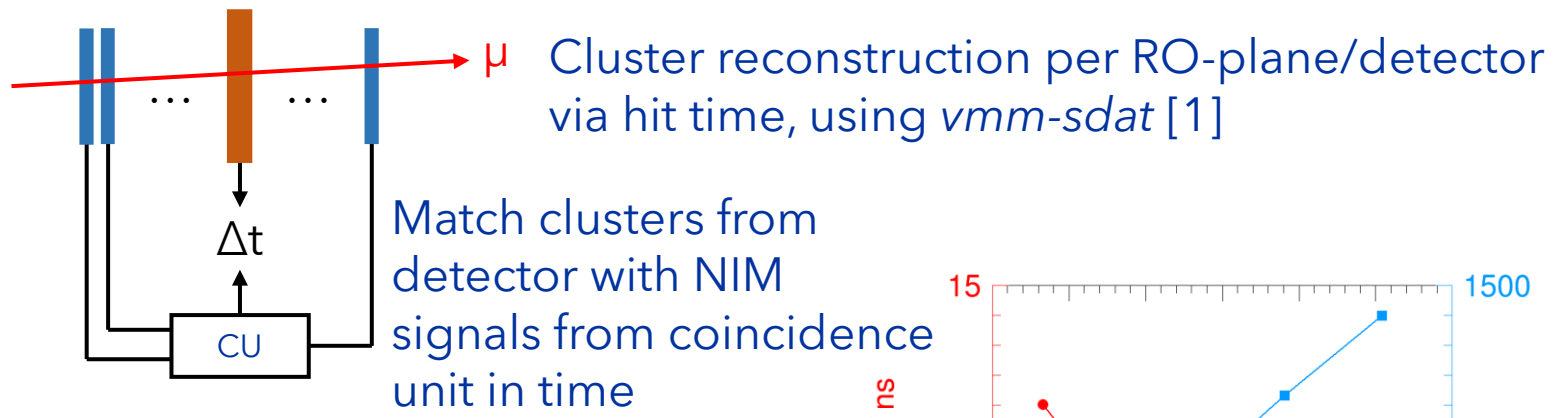 μ
Cluster reconstruction per RO-plane/detector
via hit time, using vmm-sdat [1]
... ...
Δt
CU
Match clusters from
detector with NIM
signals from coincidence
unit in time
15
1500
ns